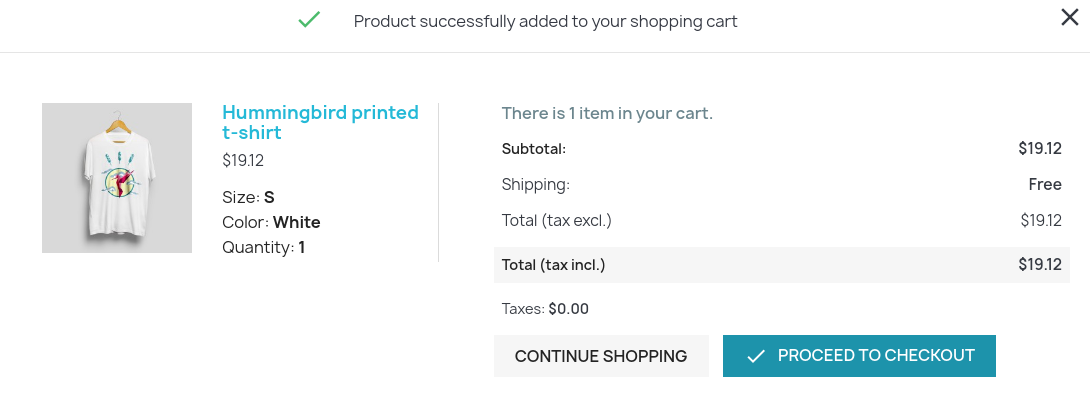 Product successfully added to your shopping cart
Hummingbird printed
t-shirt
$19.12
Size: S
Color: White
Quantity: 1
There is 1 item in your cart.
Subtotal: $19.12
Shipping: Free
Total (tax excl.) $19.12
Total (tax incl.) $19.12
Taxes: $0.00
CONTINUE SHOPPING
PROCEED TO CHECKOUT